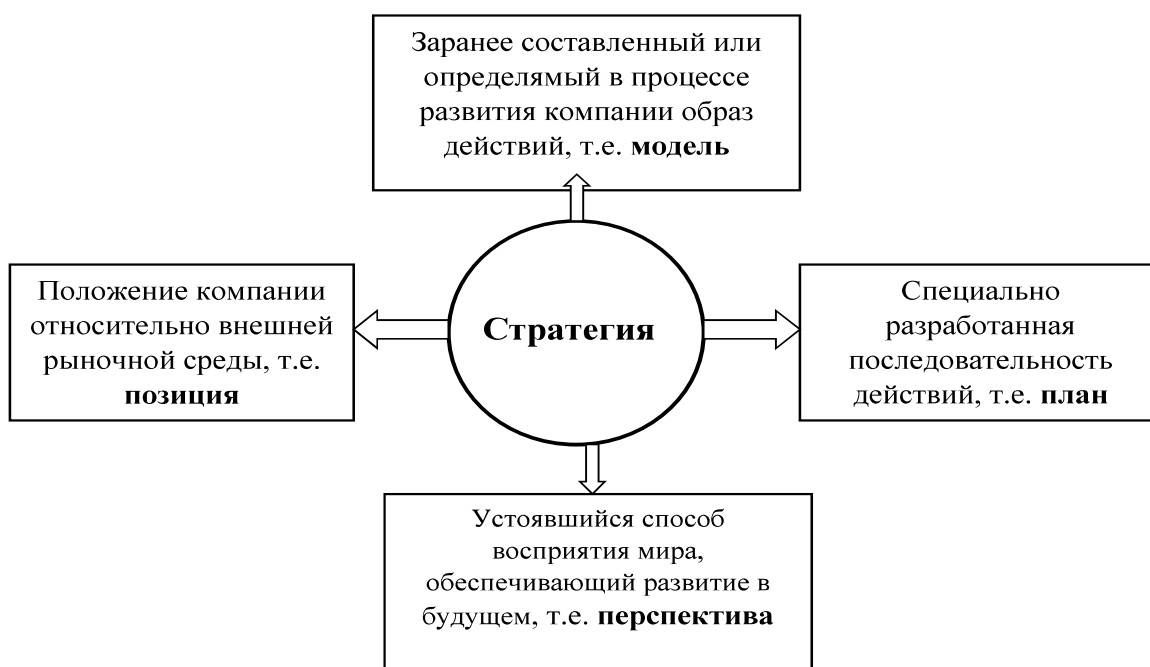 Заранее составленный или
определямый в процессе
развития компании образ
действий, т.е. модель
Положение компании
относительно внешней
рыночной среды, т.е.
позиция
Стратегия
Специально
разработанная
последовательность
действий, т.е. план
Устоявшийся способ
восприятия мира,
обеспечивающий развитие в
будущем, т.е. перспектива